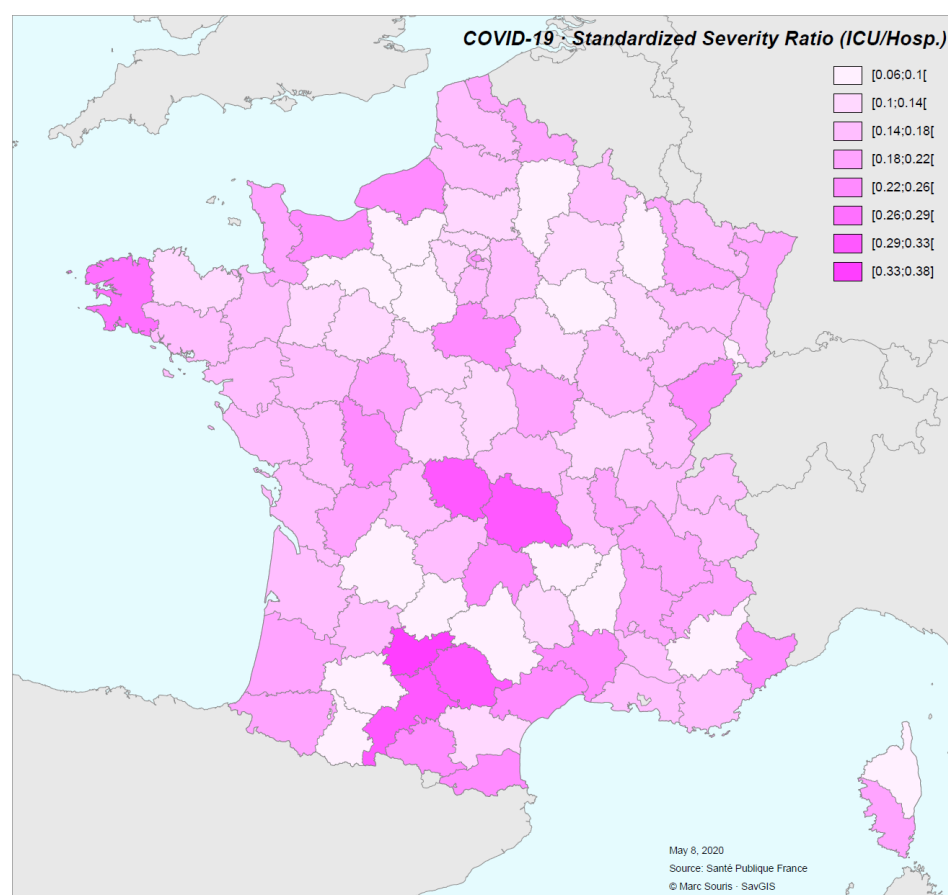 COVID-19 · Standardized Severity Ratio (ICU/Hosp.)
[0.06:0.1[
[0.1;0.14[
[0.14;0.18[
[0.18;0.22[
[0.22;0.26[
[0.26;0.29[
[0.29;0.33[
[0.33;0.38]
May 8, 2020
Source: Santé Publique France
© Marc Souris · SavGIS